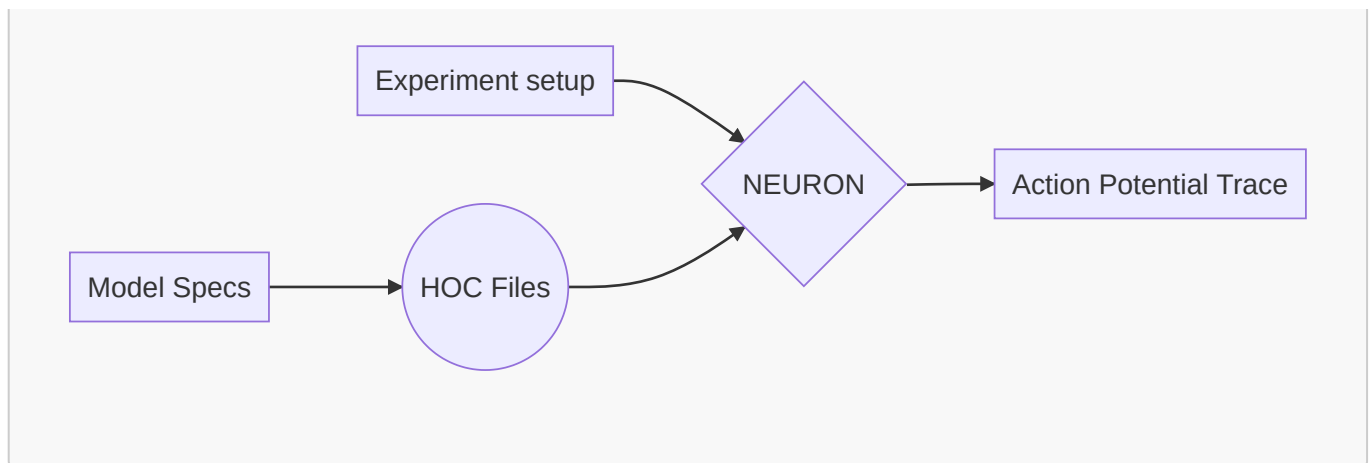 Experiment setup
NEURON
Action Potential Trace
Model Specs
HOC Files